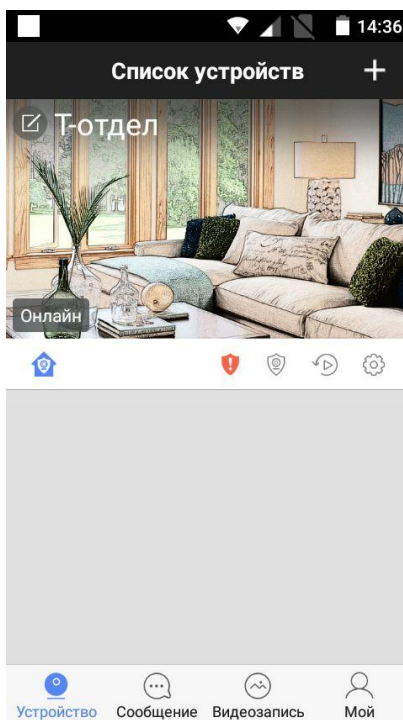 14:36
Список устройств
Т-отдел
Онлайн
Устройство Сообщение Видеозапись Мой